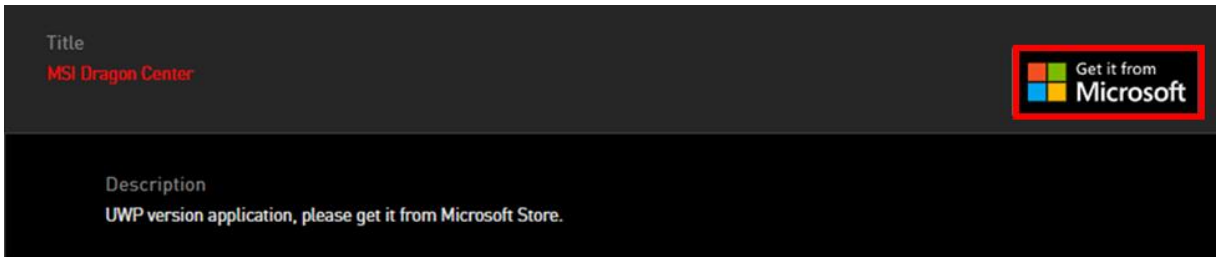 Title
MSI Dragon Center
Get it from
Microsoft
Description
UWP version application, please get it from Microsoft Store.